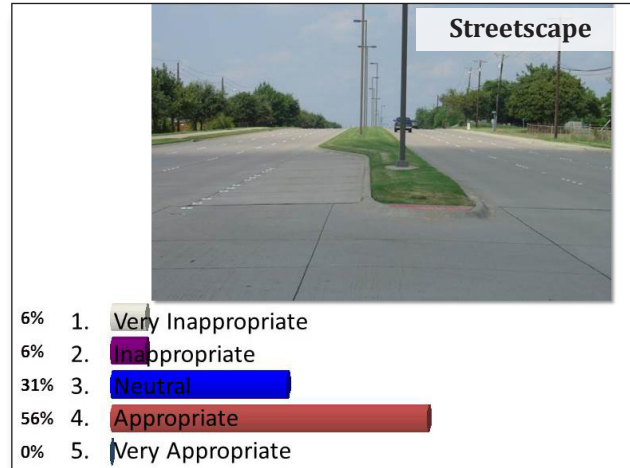 Streetscape
6% 1. Very Inappropriate
6% 2. Inappropriate
31% 3. Neutral
56% 4. Appropriate
0% 5. Very Appropriate